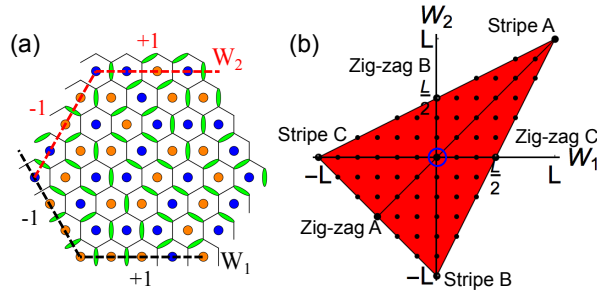 (a)
+1
W₂
-1
-1
+1
W₁
(b)
W₂
Stripe A
L
Zig-zag B
L/2
Stripe C
Zig-zag C
W₁
−L
L/2
L
Zig-zag A
−L
Stripe B